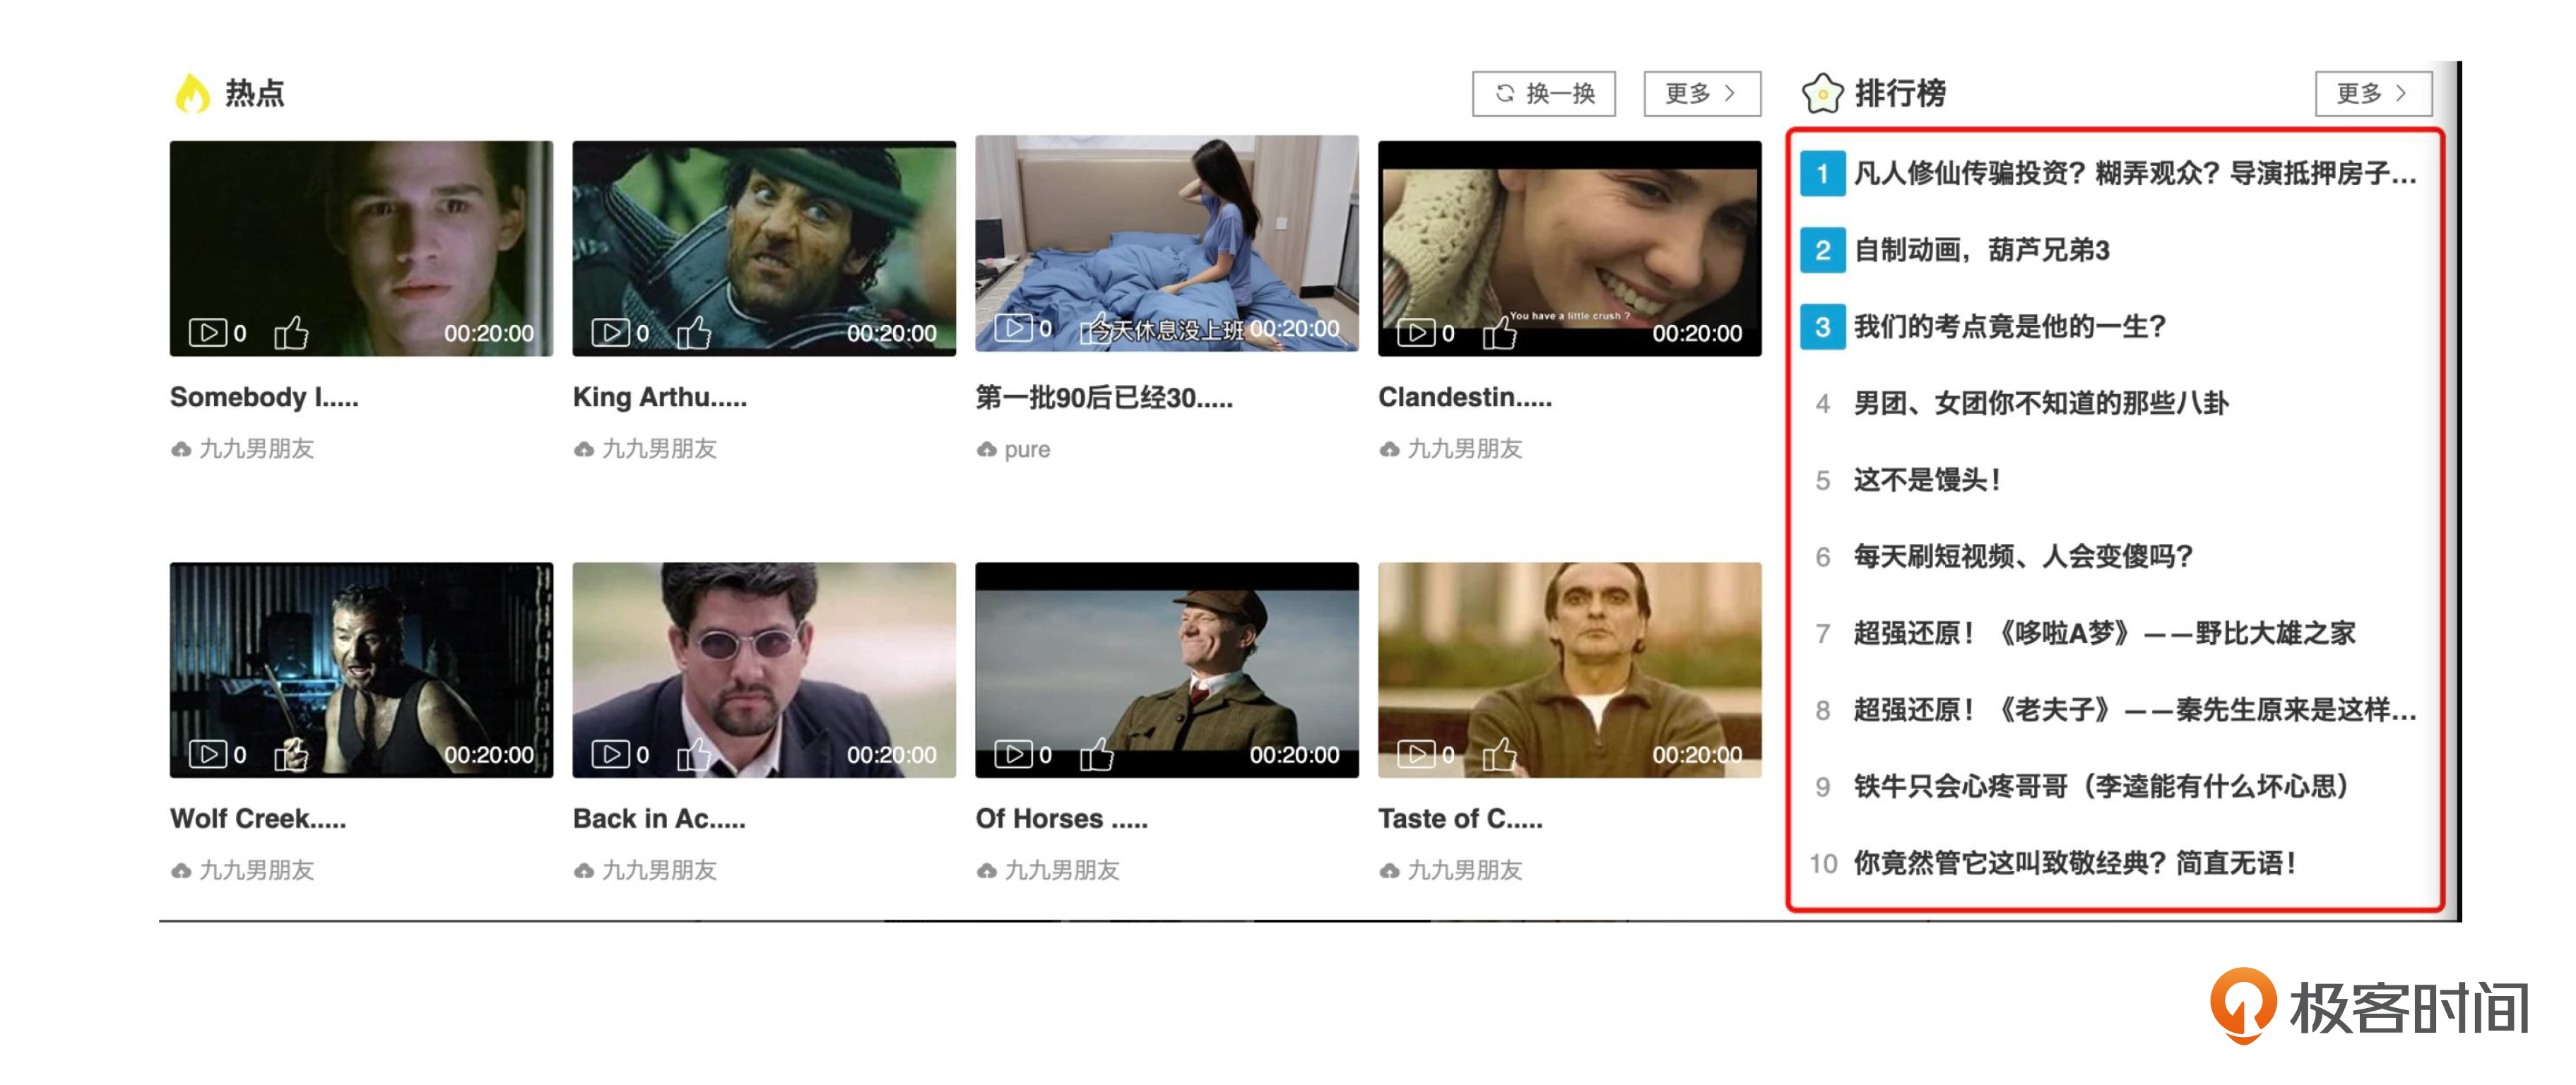 热点
换一换
更多 >
0
00:20:00
0
00:20:00
0
今天休息没上班
00:20:00
You have a little crush ?
0
00:20:00
Somebody I.....
King Arthu.....
第一批90后已经30.....
Clandestin.....
九九男朋友
九九男朋友
pure
九九男朋友
0
00:20:00
0
00:20:00
0
00:20:00
0
00:20:00
Wolf Creek.....
Back in Ac.....
Of Horses .....
Taste of C.....
九九男朋友
九九男朋友
九九男朋友
九九男朋友
排行榜
更多 >
1 凡人修仙传骗投资？糊弄观众？导演抵押房子...
2 自制动画，葫芦兄弟3
3 我们的考点竟是他的一生？
4 男团、女团你不知道的那些八卦
5 这不是馒头！
6 每天刷短视频、人会变傻吗？
7 超强还原！《哆啦A梦》——野比大雄之家
8 超强还原！《老夫子》——秦先生原来是这样...
9 铁牛只会心疼哥哥（李逵能有什么坏心思）
10 你竟然管它这叫致敬经典？简直无语！
极客时间